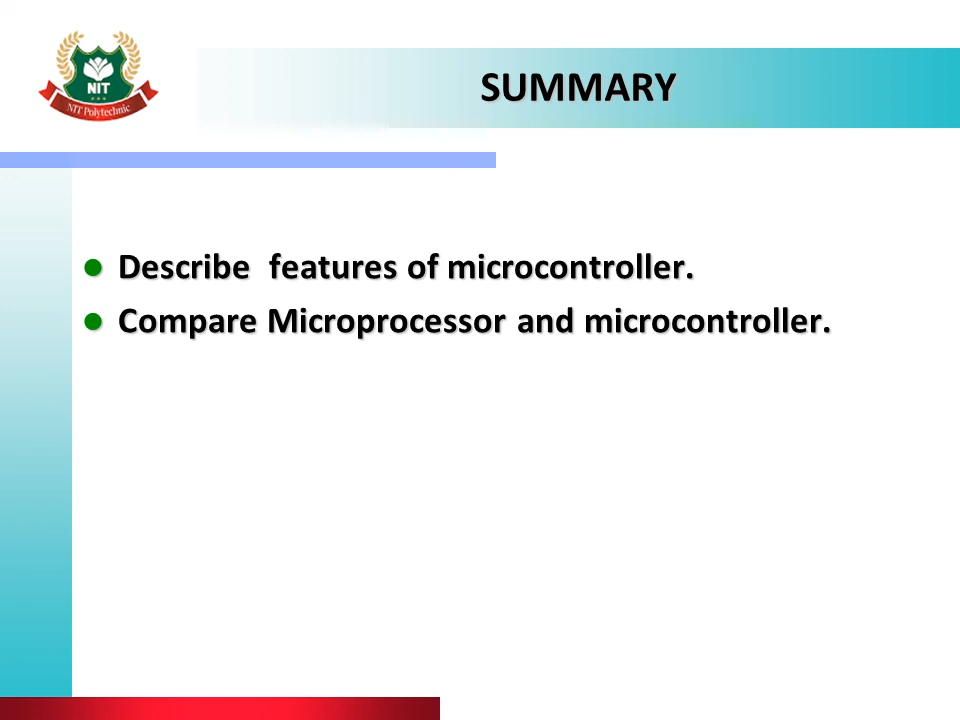 NIT
NIT Polytechnic
SUMMARY
Describe  features of microcontroller.
Compare Microprocessor and microcontroller.